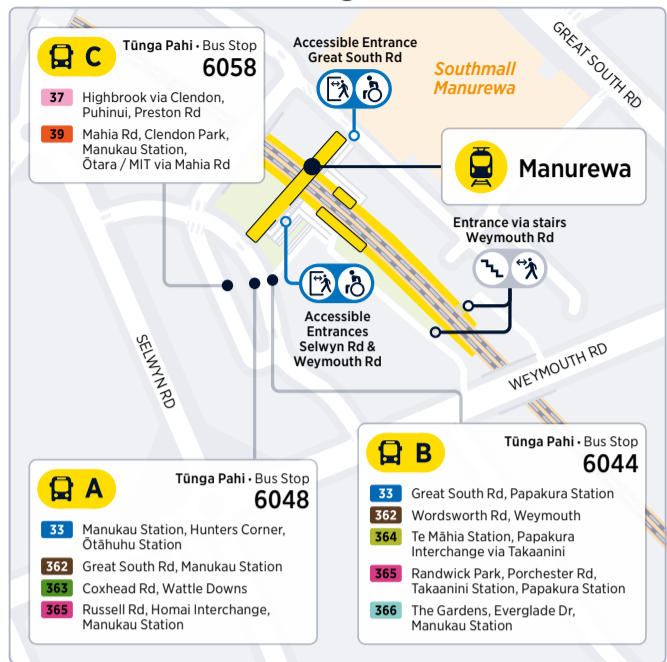 C
Tūnga Pahi • Bus Stop
6058
37 Highbrook via Clendon,
Puhinui, Preston Rd
39 Mahia Rd, Clendon Park,
Manukau Station,
Ōtara / MIT via Mahia Rd
Accessible Entrance
Great South Rd
Southmall
Manurewa
GREAT SOUTH RD
Manurewa
Entrance via stairs
Weymouth Rd
Accessible
Entrances
Selwyn Rd &
Weymouth Rd
SELWYN RD
WEYMOUTH RD
A
Tūnga Pahi • Bus Stop
6048
33 Manukau Station, Hunters Corner,
Ōtāhuhu Station
362 Great South Rd, Manukau Station
363 Coxhead Rd, Wattle Downs
365 Russell Rd, Homai Interchange,
Manukau Station
B
Tūnga Pahi • Bus Stop
6044
33 Great South Rd, Papakura Station
362 Wordsworth Rd, Weymouth
364 Te Māhia Station, Papakura
Interchange via Takaanini
365 Randwick Park, Porchester Rd,
Takaanini Station, Papakura Station
366 The Gardens, Everglade Dr,
Manukau Station